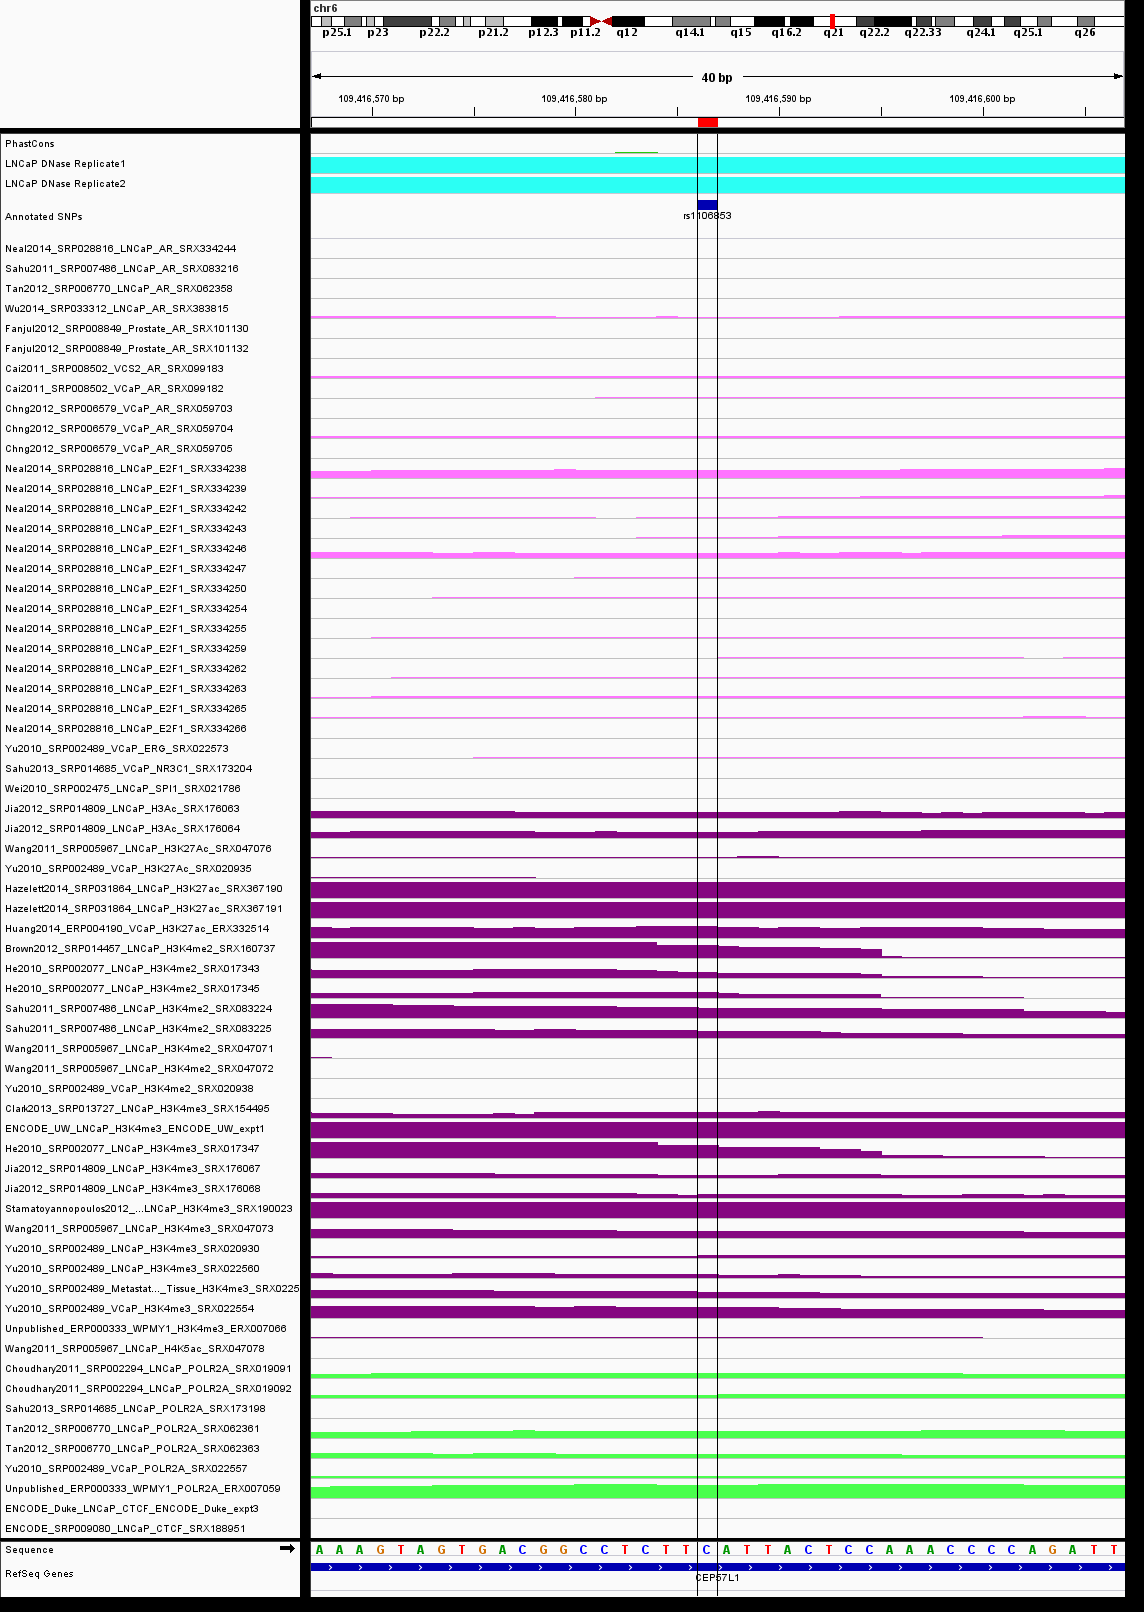 chr6
p25.1 p23 p22.2 p21.2 p12.3 p11.2 q12 q14.1 q15 q16.2 q21 q22.2 q22.33 q24.1 q25.1 q26
40 bp
109,416,570 bp 109,416,580 bp 109,416,590 bp 109,416,600 bp
PhastCons
LNCaP DNase Replicate1
LNCaP DNase Replicate2
Annotated SNPs rs1106853
Neal2014_SRP028816_LNCaP_AR_SRX334244
Sahu2011_SRP007486_LNCaP_AR_SRX083216
Tan2012_SRP006770_LNCaP_AR_SRX062358
Wu2014_SRP033312_LNCaP_AR_SRX383815
Fanjul2012_SRP008849_Prostate_AR_SRX101130
Fanjul2012_SRP008849_Prostate_AR_SRX101132
Cai2011_SRP008502_VCS2_AR_SRX099183
Cai2011_SRP008502_VCaP_AR_SRX099182
Chng2012_SRP006579_VCaP_AR_SRX059703
Chng2012_SRP006579_VCaP_AR_SRX059704
Chng2012_SRP006579_VCaP_AR_SRX059705
Neal2014_SRP028816_LNCaP_E2F1_SRX334238
Neal2014_SRP028816_LNCaP_E2F1_SRX334239
Neal2014_SRP028816_LNCaP_E2F1_SRX334242
Neal2014_SRP028816_LNCaP_E2F1_SRX334243
Neal2014_SRP028816_LNCaP_E2F1_SRX334246
Neal2014_SRP028816_LNCaP_E2F1_SRX334247
Neal2014_SRP028816_LNCaP_E2F1_SRX334250
Neal2014_SRP028816_LNCaP_E2F1_SRX334254
Neal2014_SRP028816_LNCaP_E2F1_SRX334255
Neal2014_SRP028816_LNCaP_E2F1_SRX334259
Neal2014_SRP028816_LNCaP_E2F1_SRX334262
Neal2014_SRP028816_LNCaP_E2F1_SRX334263
Neal2014_SRP028816_LNCaP_E2F1_SRX334265
Neal2014_SRP028816_LNCaP_E2F1_SRX334266
Yu2010_SRP002489_VCaP_ERG_SRX022573
Sahu2013_SRP014685_VCaP_NR3C1_SRX173204
Wei2010_SRP002475_LNCaP_SPI1_SRX021786
Jia2012_SRP014809_LNCaP_H3Ac_SRX176063
Jia2012_SRP014809_LNCaP_H3Ac_SRX176064
Wang2011_SRP005967_LNCaP_H3K27Ac_SRX047076
Yu2010_SRP002489_VCaP_H3K27Ac_SRX020935
Hazelett2014_SRP031864_LNCaP_H3K27ac_SRX367190
Hazelett2014_SRP031864_LNCaP_H3K27ac_SRX367191
Huang2014_ERP004190_VCaP_H3K27ac_ERX332514
Brown2012_SRP014457_LNCaP_H3K4me2_SRX160737
He2010_SRP002077_LNCaP_H3K4me2_SRX017343
He2010_SRP002077_LNCaP_H3K4me2_SRX017345
Sahu2011_SRP007486_LNCaP_H3K4me2_SRX083224
Sahu2011_SRP007486_LNCaP_H3K4me2_SRX083225
Wang2011_SRP005967_LNCaP_H3K4me2_SRX047071
Wang2011_SRP005967_LNCaP_H3K4me2_SRX047072
Yu2010_SRP002489_VCaP_H3K4me2_SRX020938
Clark2013_SRP013727_LNCaP_H3K4me3_SRX154495
ENCODE_UW_LNCaP_H3K4me3_ENCODE_UW_expt1
He2010_SRP002077_LNCaP_H3K4me3_SRX017347
Jia2012_SRP014809_LNCaP_H3K4me3_SRX176067
Jia2012_SRP014809_LNCaP_H3K4me3_SRX176068
Stamatoyannopoulos2012_...LNCaP_H3K4me3_SRX190023
Wang2011_SRP005967_LNCaP_H3K4me3_SRX047073
Yu2010_SRP002489_LNCaP_H3K4me3_SRX020930
Yu2010_SRP002489_LNCaP_H3K4me3_SRX022560
Yu2010_SRP002489_Metastat..._Tissue_H3K4me3_SRX0225
Yu2010_SRP002489_VCaP_H3K4me3_SRX022554
Unpublished_ERP000333_WPMY1_H3K4me3_ERX007066
Wang2011_SRP005967_LNCaP_H4K5ac_SRX047078
Choudhary2011_SRP002294_LNCaP_POLR2A_SRX019091
Choudhary2011_SRP002294_LNCaP_POLR2A_SRX019092
Sahu2013_SRP014685_LNCaP_POLR2A_SRX173198
Tan2012_SRP006770_LNCaP_POLR2A_SRX062361
Tan2012_SRP006770_LNCaP_POLR2A_SRX062363
Yu2010_SRP002489_VCaP_POLR2A_SRX022557
Unpublished_ERP000333_WPMY1_POLR2A_ERX007059
ENCODE_Duke_LNCaP_CTCF_ENCODE_Duke_expt3
ENCODE_SRP009080_LNCaP_CTCF_SRX188951
Sequence A A A G T A G T G A C G G C C T C T T C A T T A C T C C A A A C C C C A G A T T
RefSeq Genes CEP57L1